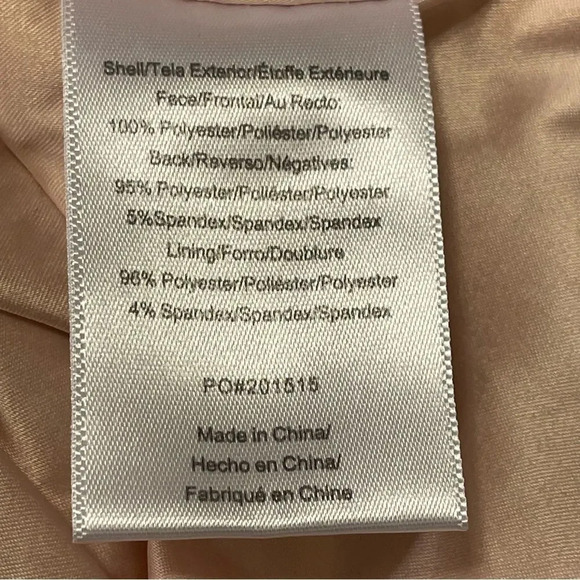 Shell/Tela Exterior/Étoffe Extérieure
Face/Frontal/Au Recto:
100% Polyester/Poliéster/Polyester
Back/Reverso/Négatives:
95% Polyester/Poliéster/Polyester
5%Spandex/Spandex/Spandex
Lining/Forro/Doublure
96% Polyester/Poliéster/Polyester
4% Spandex/Spandex/Spandex
PO#201515
Made in China/
Hecho en China/
Fabriqué en Chine